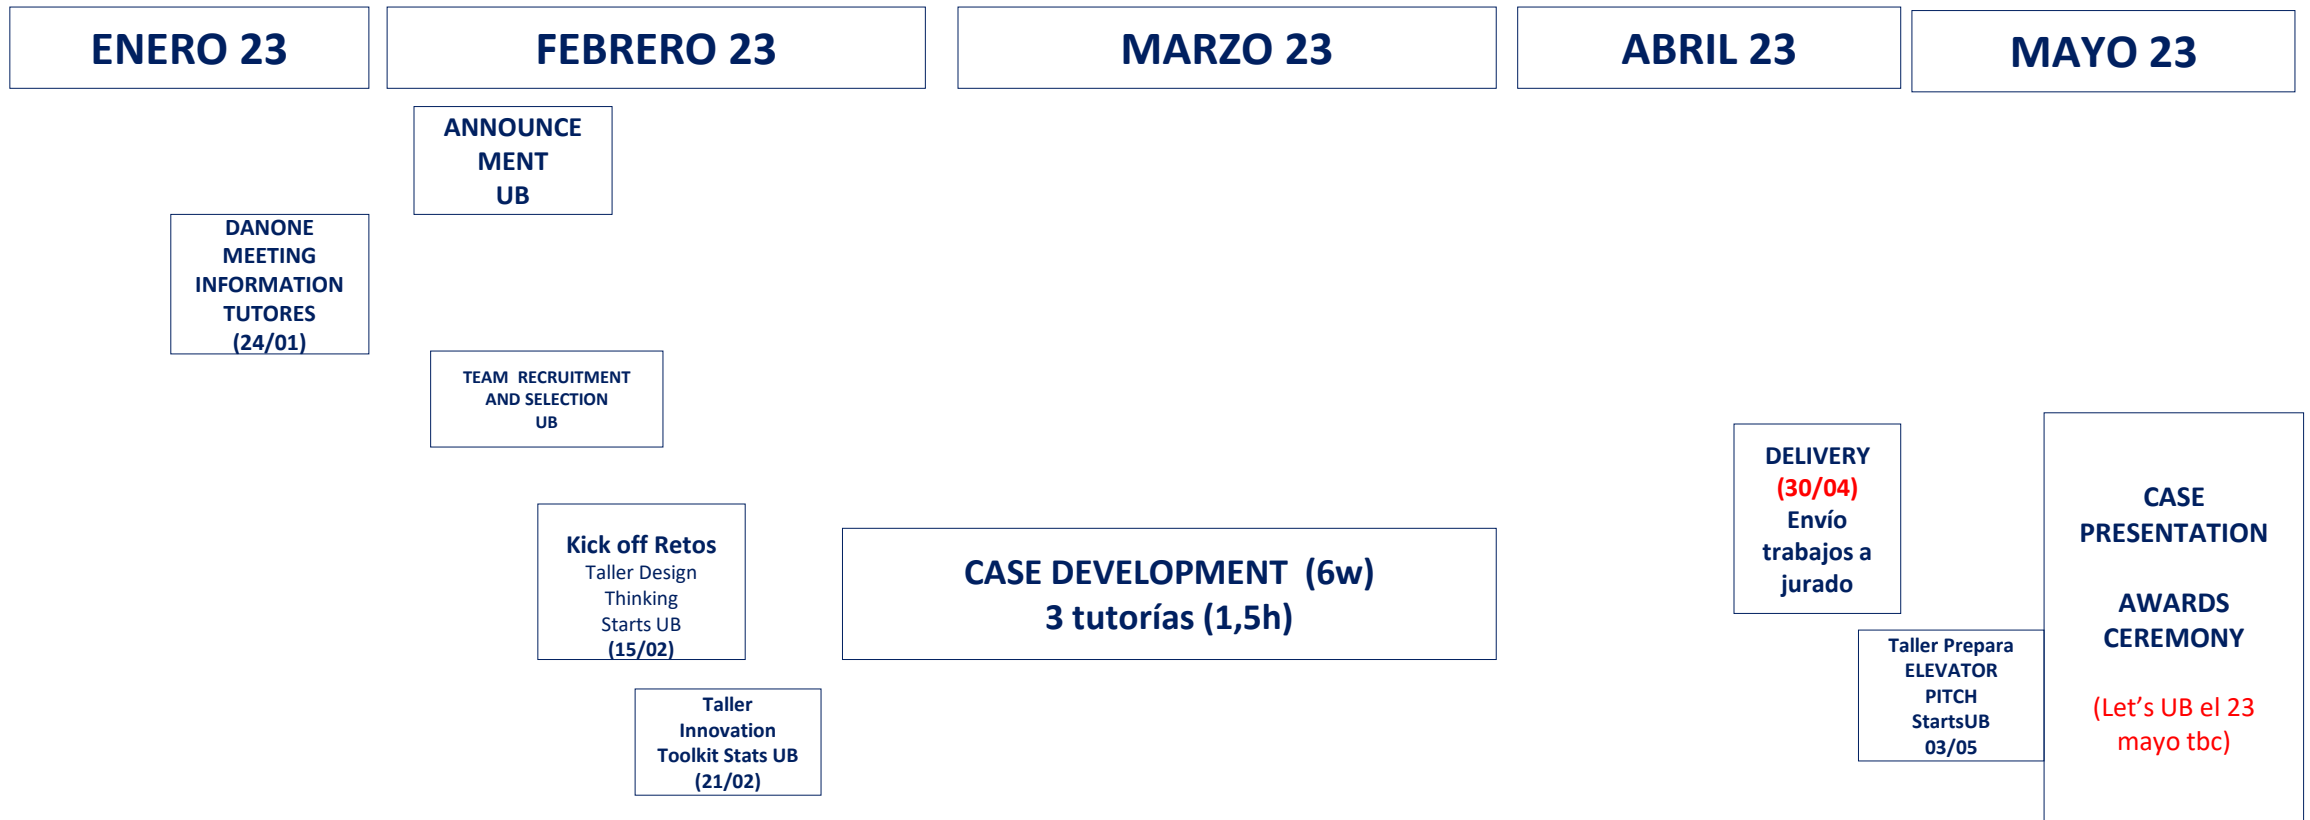 ENERO 23
FEBRERO 23
MARZO 23
ABRIL 23
MAYO 23
ANNOUNCE
MENT
UB
DANONE
MEETING
INFORMATION
TUTORES
(24/01)
TEAM RECRUITMENT
AND SELECTION
UB
Kick off Retos
Taller Design
Thinking
Starts UB
(15/02)
Taller
Innovation
Toolkit Stats UB
(21/02)
CASE DEVELOPMENT (6w)
3 tutorías (1,5h)
DELIVERY
(30/04)
Envío
trabajos a
jurado
Taller Prepara
ELEVATOR
PITCH
StartsUB
03/05
CASE
PRESENTATION
AWARDS
CEREMONY
(Let's UB el 23
mayo tbc)